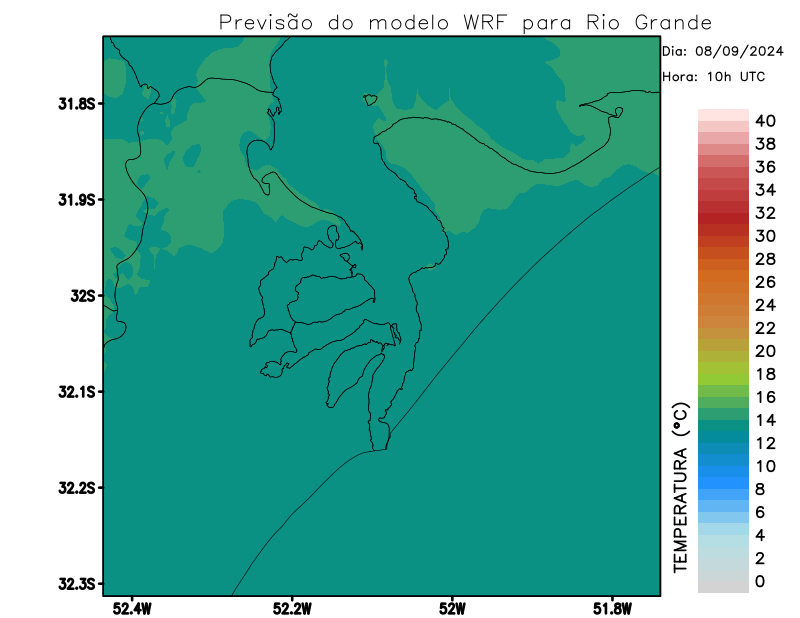 Previsão do modelo WRF para Rio Grande
Dia: 08/09/2024
Hora: 10h UTC
31.8S
31.9S
32S
32.1S
32.2S
32.3S
52.4W
52.2W
52W
51.8W
TEMPERATURA (°C)
40
38
36
34
32
30
28
26
24
22
20
18
16
14
12
10
8
6
4
2
0